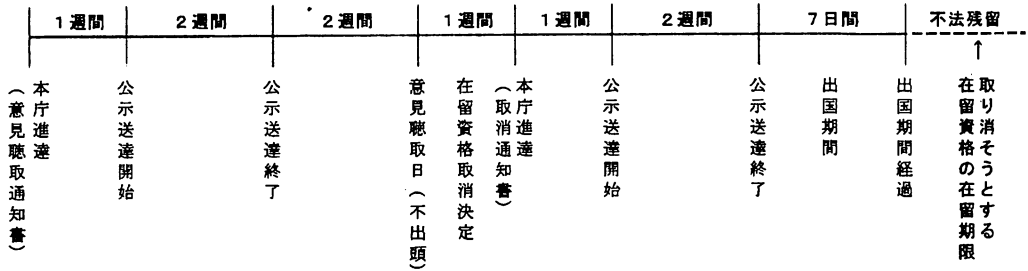 1週間 2週間 2週間 1週間 1週間 2週間 7日間 不法残留
本庁進達
（意見聴取通知書）
公示送達開始
公示送達終了
意見聴取日（不出頭）
在留資格取消決定
本庁進達
（取消通知書）
公示送達開始
公示送達終了
出国期間
出国期間経過
取り消そうとする
在留資格の在留期限